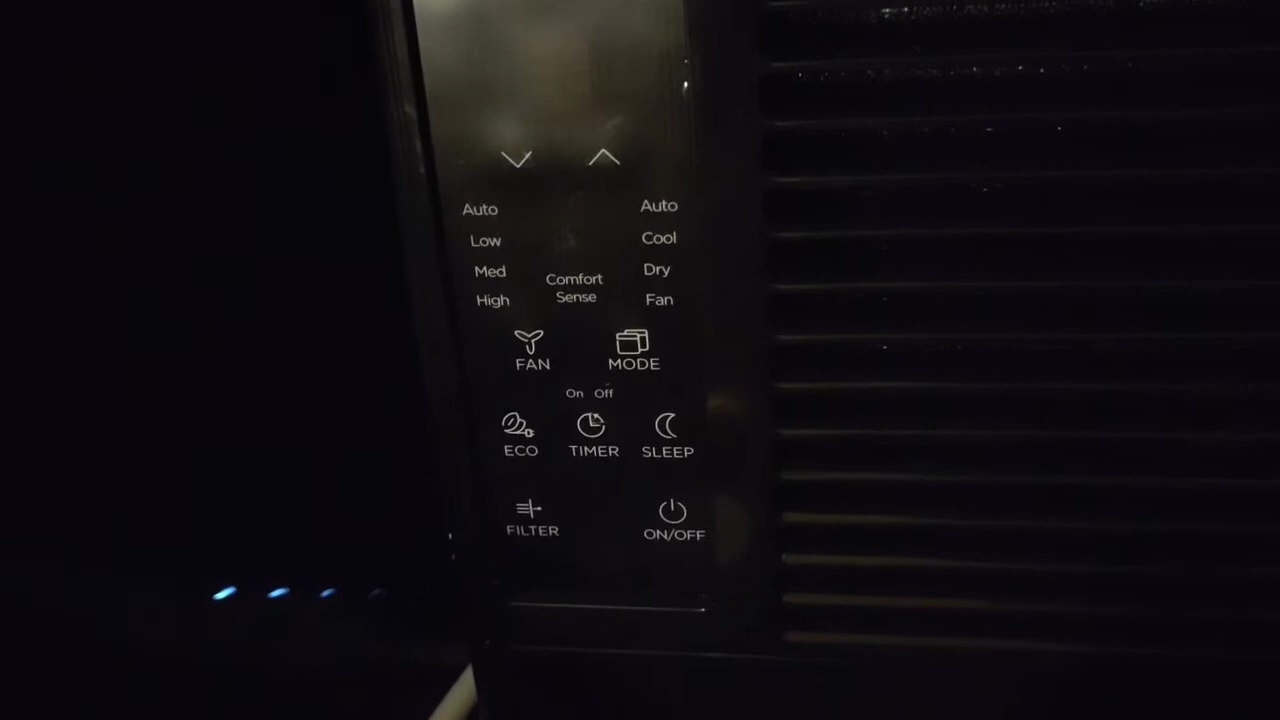 Auto Auto
Low Cool
Med Dry
Comfort
High Sense Fan
FAN MODE
On Off
ECO TIMER SLEEP
FILTER ON/OFF